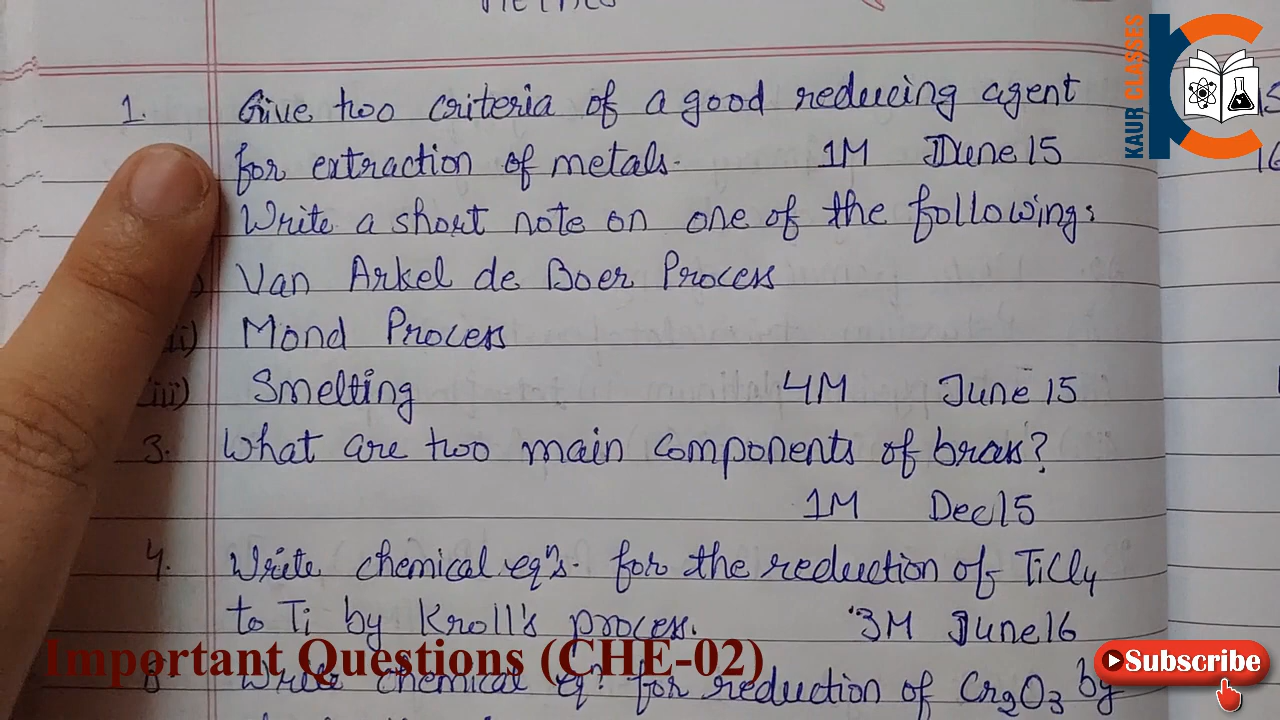 1. Give two criteria of a good reducing agent
for extraction of metals. 1M June 15
Write a short note on one of the following:
Van Arkel de Boer Process
ii) Mond Process
iii) Smelting 4M June 15
3. What are two main components of brass?
1M Dec 15
4. Write chemical eqns. for the reduction of TiCl4
to Ti by Kroll's process. 3M June 16
Write chemical eqn for reduction of Cr2O3 by
KAUR CLASSES
KC
Important Questions (CHE-02)
Subscribe